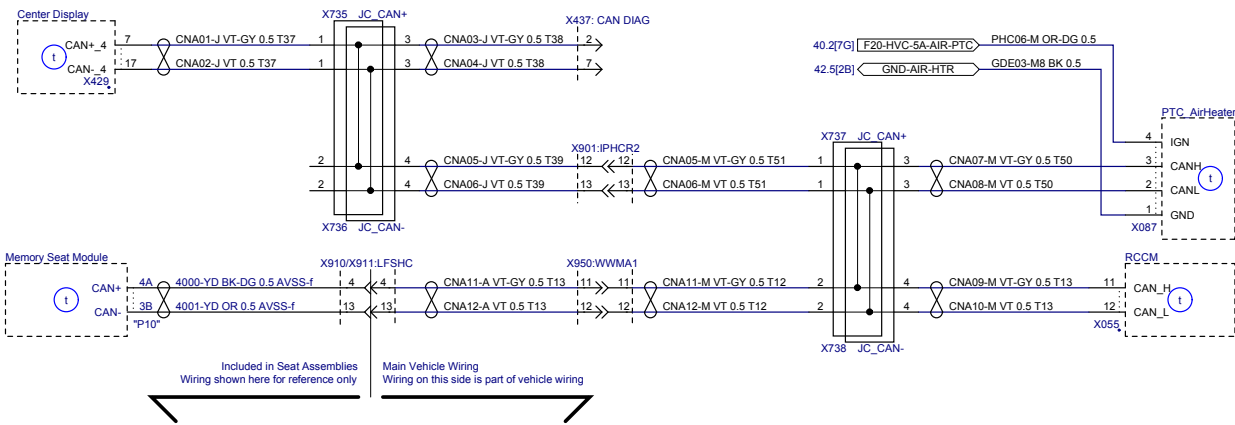 Center Display
t
CAN+_4
CAN-_4
7
17
X429
CNA01-J VT-GY 0.5 T37
CNA02-J VT 0.5 T37
X735 JC_CAN+
1
1
3
3
CNA03-J VT-GY 0.5 T38
CNA04-J VT 0.5 T38
X437: CAN DIAG
2
7
40.2[7G] F20-HVC-5A-AIR-PTC PHC06-M OR-DG 0.5
42.5[2B] GND-AIR-HTR GDE03-M8 BK 0.5
2
2
4
4
X736 JC_CAN-
CNA05-J VT-GY 0.5 T39
CNA06-J VT 0.5 T39
X901:IPHCR2
12 12
13 13
CNA05-M VT-GY 0.5 T51
CNA06-M VT 0.5 T51
X737 JC_CAN+
1
1
3
3
CNA07-M VT-GY 0.5 T50
CNA08-M VT 0.5 T50
PTC_AirHeater
4 IGN
3 CANH
2 CANL
1 GND
t
X087
Memory Seat Module
t
CAN+
CAN-
4A
3B
"P10"
4000-YD BK-DG 0.5 AVSS-f
4001-YD OR 0.5 AVSS-f
X910/X911:LFSHC
4 4
13 13
CNA11-A VT-GY 0.5 T13
CNA12-A VT 0.5 T13
X950:WWMA1
11 11
12 12
CNA11-M VT-GY 0.5 T12
CNA12-M VT 0.5 T12
2
2
4
4
X738 JC_CAN-
CNA09-M VT-GY 0.5 T13
CNA10-M VT 0.5 T13
RCCM
11 CAN_H
12 CAN_L
t
X055
Included in Seat Assemblies
Wiring shown here for reference only
Main Vehicle Wiring
Wiring on this side is part of vehicle wiring